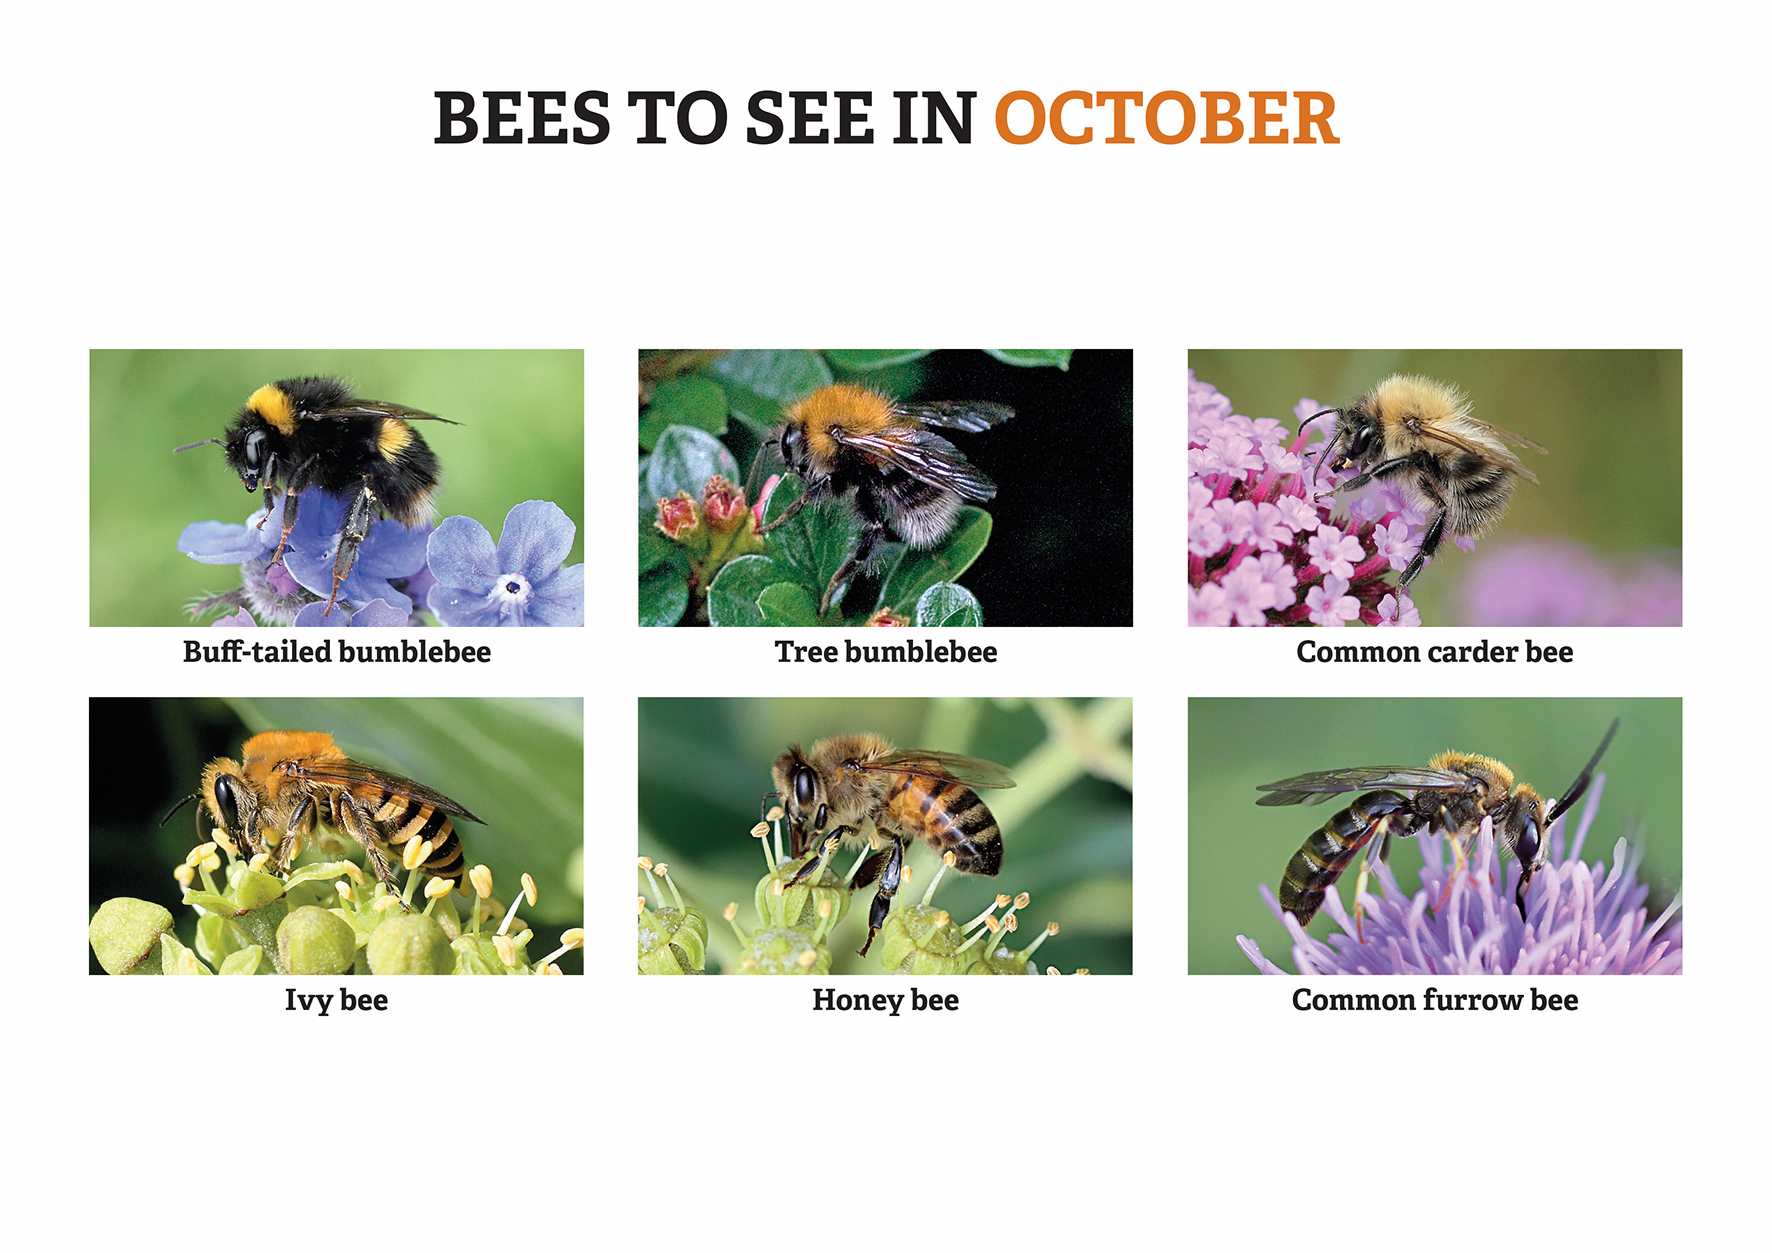 BEES TO SEE IN OCTOBER
Buff-tailed bumblebee
Tree bumblebee
Common carder bee
Ivy bee
Honey bee
Common furrow bee